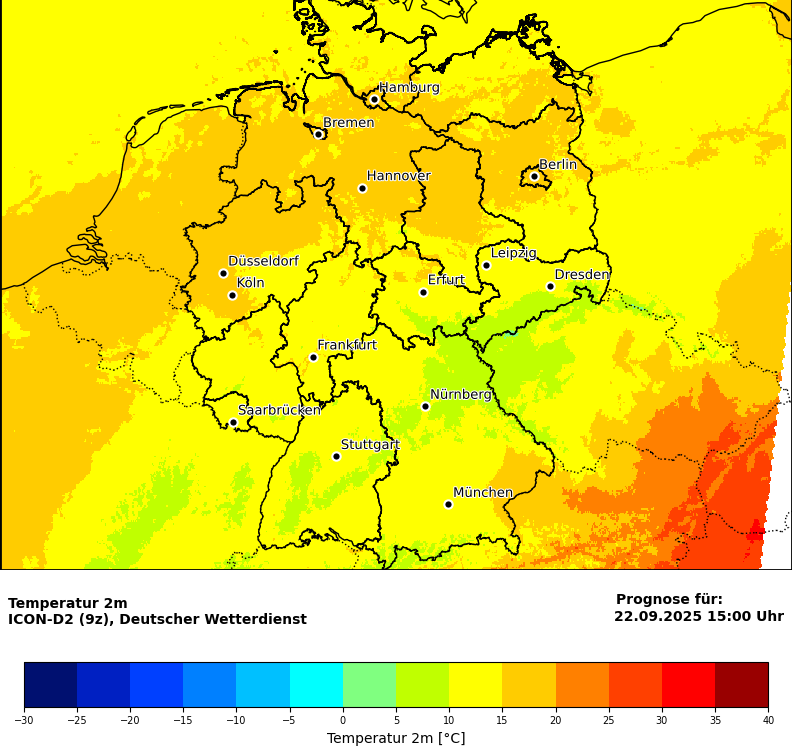 Hamburg
Bremen
Berlin
Hannover
Leipzig
Düsseldorf
Dresden
Köln
Erfurt
Frankfurt
Nürnberg
Saarbrücken
Stuttgart
München
Temperatur 2m
ICON-D2 (9z), Deutscher Wetterdienst
Prognose für:
22.09.2025 15:00 Uhr
−30 −25 −20 −15 −10 −5 0 5 10 15 20 25 30 35 40
Temperatur 2m [°C]